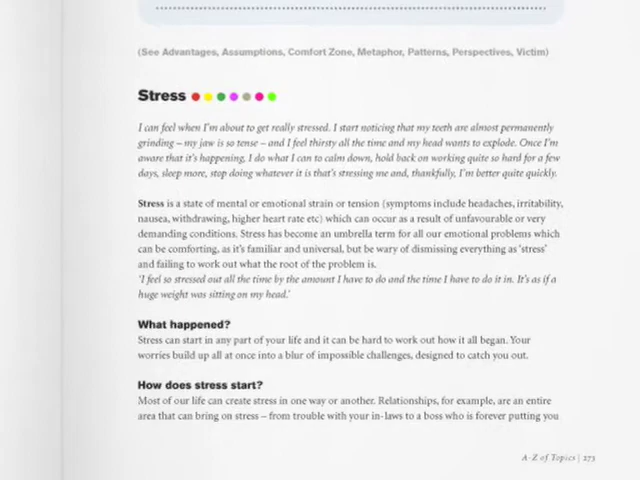 (See Advantages, Assumptions, Comfort Zone, Metaphor, Patterns, Perspectives, Victim)
Stress
I can feel when I'm about to get really stressed. I start noticing that my teeth are almost permanently
grinding – my jaw is so tense – and I feel thirsty all the time and my head wants to explode. Once I'm
aware that it's happening, I do what I can to calm down, hold back on working quite so hard for a few
days, sleep more, stop doing whatever it is that's stressing me and, thankfully, I'm better quite quickly.
Stress is a state of mental or emotional strain or tension (symptoms include headaches, irritability,
nausea, withdrawing, higher heart rate etc) which can occur as a result of unfavourable or very
demanding conditions. Stress has become an umbrella term for all our emotional problems which
can be comforting, as it's familiar and universal, but be wary of dismissing everything as 'stress'
and failing to work out what the root of the problem is.
'I feel so stressed out all the time by the amount I have to do and the time I have to do it in. It's as if a
huge weight was sitting on my head.'
What happened?
Stress can start in any part of your life and it can be hard to work out how it all began. Your
worries build up all at once into a blur of impossible challenges, designed to catch you out.
How does stress start?
Most of our life can create stress in one way or another. Relationships, for example, are an entire
area that can bring on stress – from trouble with your in-laws to a boss who is forever putting you
A-Z of Topics | 273